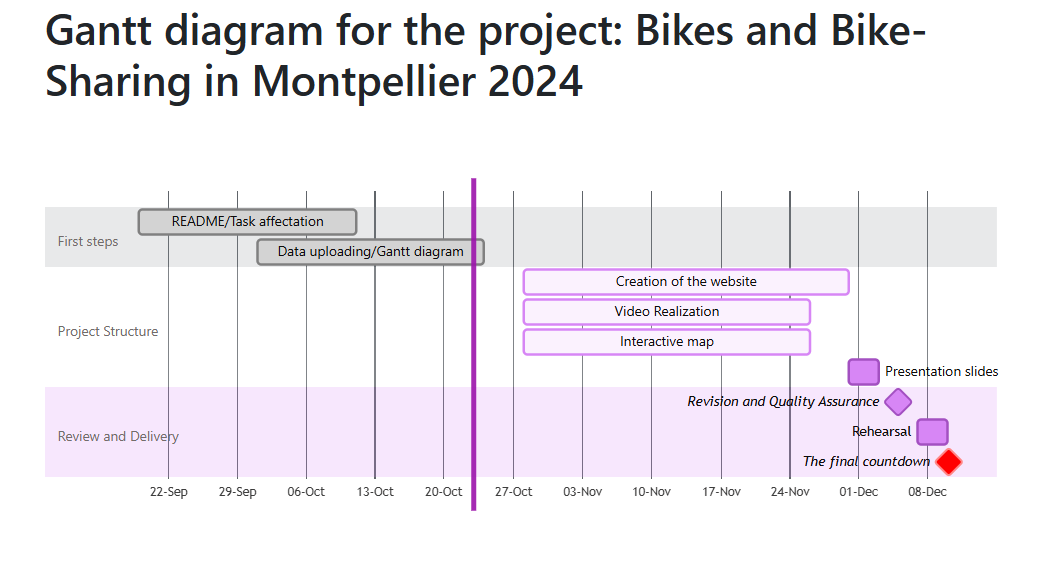 Gantt diagram for the project: Bikes and Bike-
Sharing in Montpellier 2024
README/Task affectation
First steps
Data uploading/Gantt diagram
Creation of the website
Video Realization
Project Structure
Interactive map
Presentation slides
Revision and Quality Assurance
Review and Delivery
Rehearsal
The final countdown
22-Sep 29-Sep 06-Oct 13-Oct 20-Oct 27-Oct 03-Nov 10-Nov 17-Nov 24-Nov 01-Dec 08-Dec